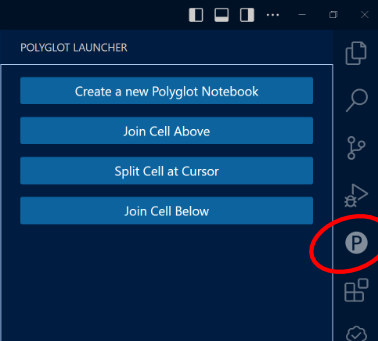 POLYGLOT LAUNCHER
Create a new Polyglot Notebook
Join Cell Above
Split Cell at Cursor
Join Cell Below
P